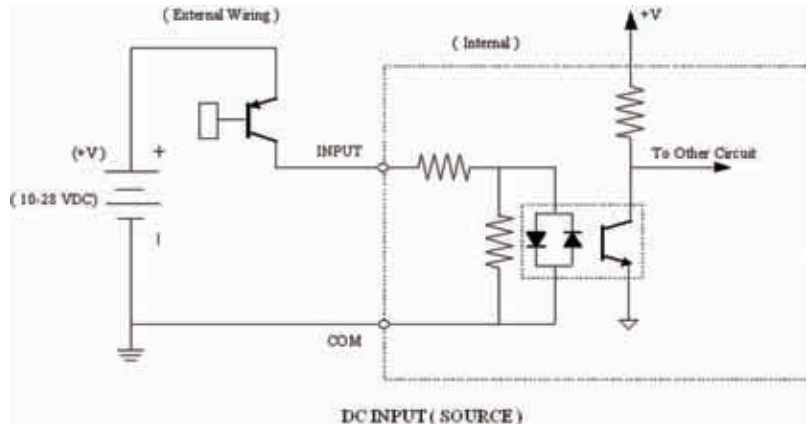 ( External Wiring )
+V
( Internal )
INPUT
To Other Circuit
(+V)
+
( 10-28 VDC)
COM
DC INPUT ( SOURCE )